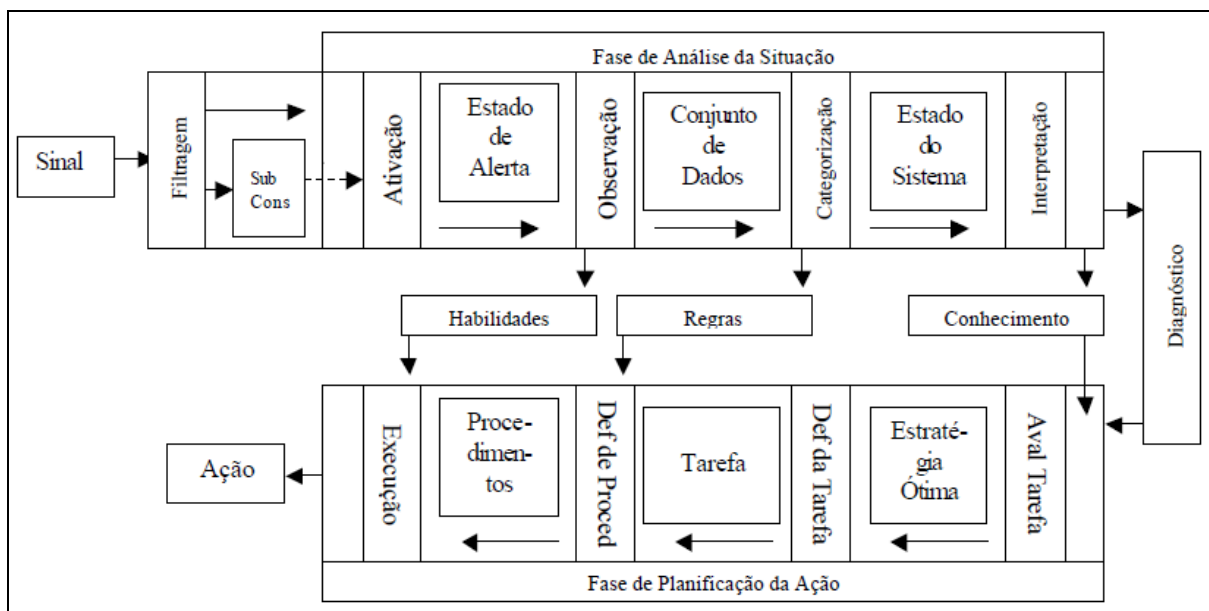 Fase de Análise da Situação
Sinal
Filtragem
Sub
Cons
Ativação
Estado
de
Alerta
Observação
Conjunto
de
Dados
Categorização
Estado
do
Sistema
Interpretação
Diagnóstico
Habilidades
Regras
Conhecimento
Ação
Execução
Proce-
dimen-
tos
Def de Proced
Tarefa
Def da Tarefa
Estraté-
gia
Ótima
Aval Tarefa
Fase de Planificação da Ação